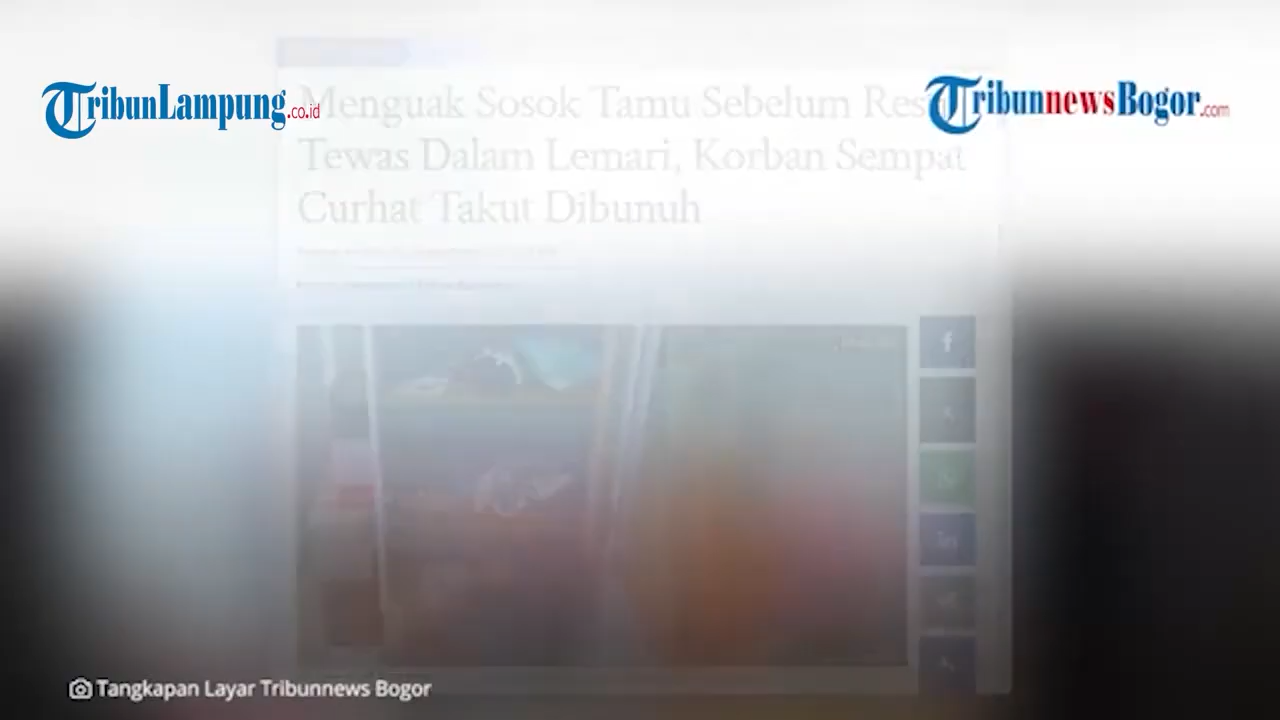 TribunLampung.co.id
TribunnewsBogor.com
Menguak Sosok Tamu Sebelum
Tewas Dalam Lemari, Korban Sempat
Curhat Takut Dibunuh
Tangkapan Layar Tribunnews Bogor